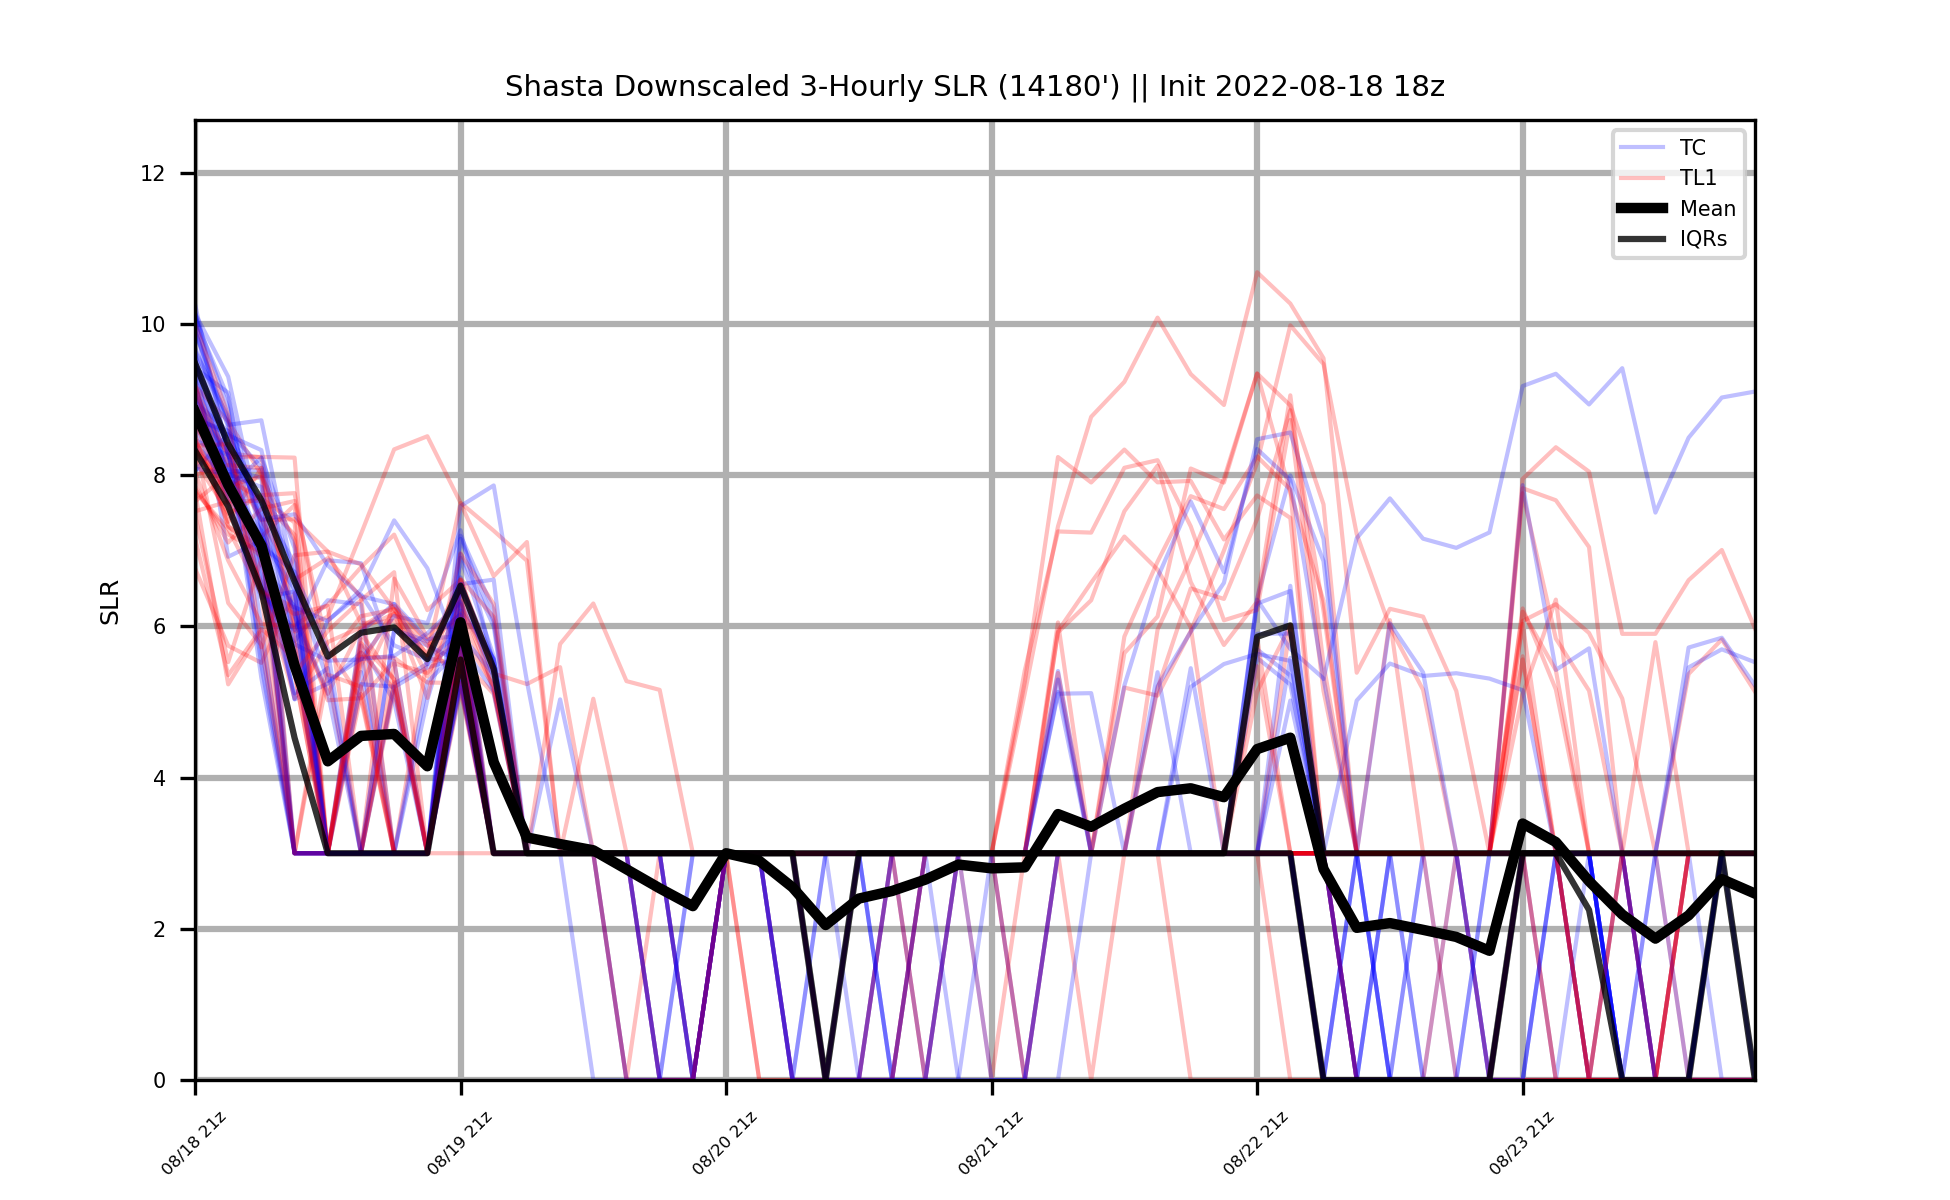 Shasta Downscaled 3-Hourly SLR (14180') || Init 2022-08-18 18z
TC
TL1
Mean
IQRs
12
10
8
6
4
2
0
SLR
08/18 21z
08/19 21z
08/20 21z
08/21 21z
08/22 21z
08/23 21z